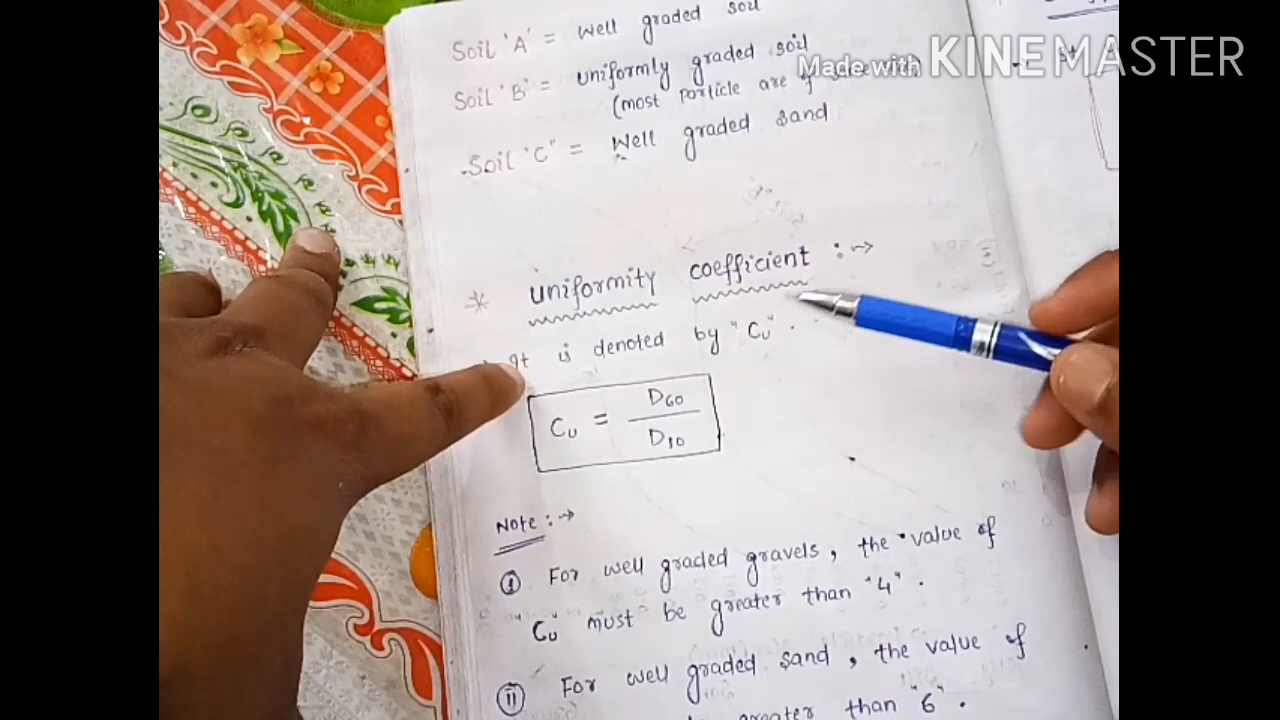 Soil 'A' = well graded soil
Soil 'B' = uniformly graded soil
(most particle are of
Soil "C" = Well graded sand
Made with KINEMASTER
* Uniformity coefficient :→
It is denoted by "Cu".
Cu = D60 / D10
Note :→
(i) For well graded gravels, the value of
"Cu" must be greater than "4".
(ii) For well graded sand, the value of
greater than "6".